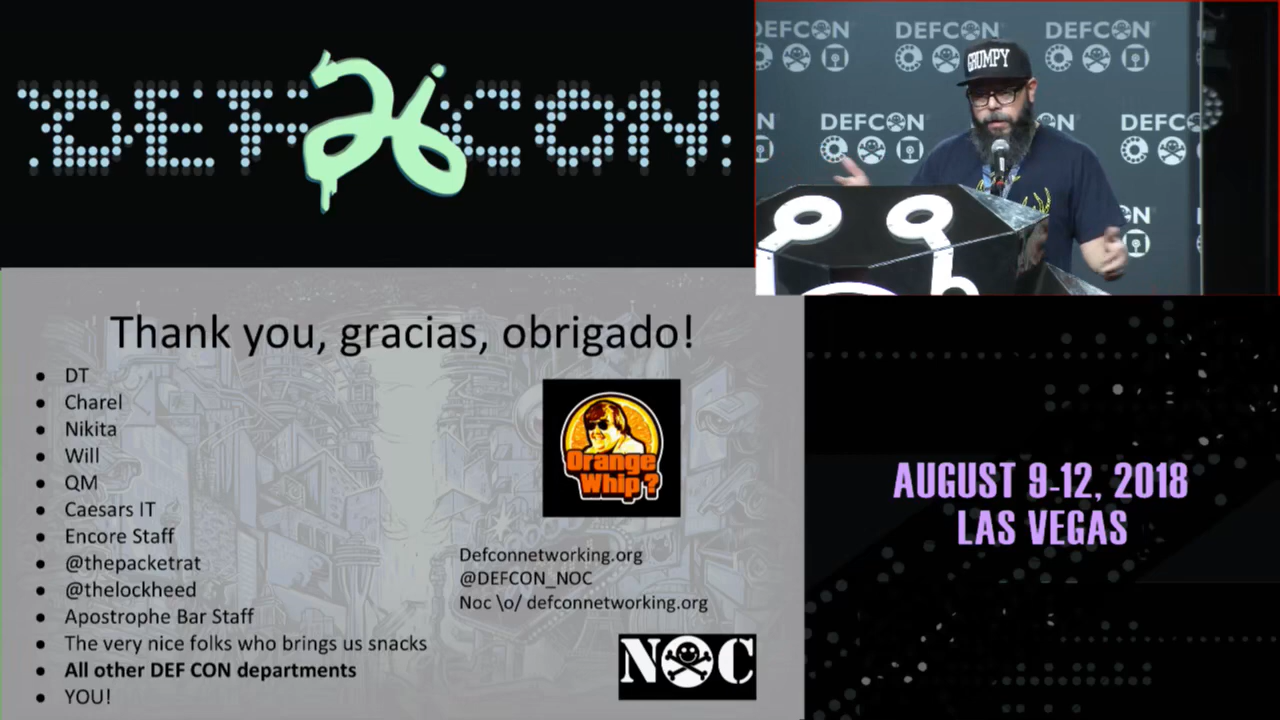 DEF CON
26
DEFCON DEFCON DEFCON
GRUMPY
N DEFCON DEFCON
ON
Thank you, gracias, obrigado!
• DT
• Charel
• Nikita
• Will
• QM
• Caesars IT
• Encore Staff
• @thepacketrat
• @thelockheed
• Apostrophe Bar Staff
• The very nice folks who brings us snacks
• All other DEF CON departments
• YOU!
Orange
Whip?
Defconnetworking.org
@DEFCON_NOC
Noc \o/ defconnetworking.org
NOC
AUGUST 9-12, 2018
LAS VEGAS